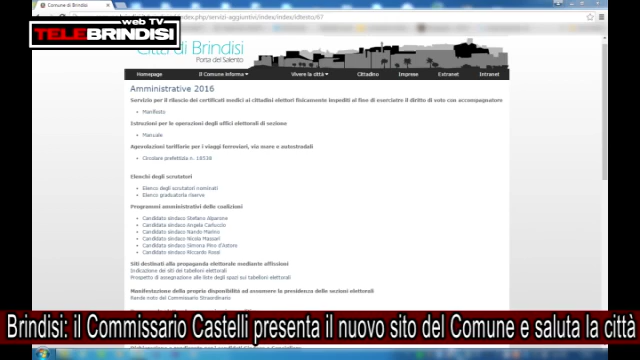 Comune di Brindisi
index.php/servizi-aggiuntivi/index/index/idtesto/67
web TV
TELEBRINDISI
Città di Brindisi
Porta del Salento
Homepage Il Comune informa Vivere la città Cittadino Imprese Extranet Intranet
Amministrative 2016
Servizio per il rilascio dei certificati medici ai cittadini elettori fisicamente impediti al fine di esercitare il diritto di voto con accompagnatore
Manifesto
Istruzioni per le operazioni degli uffici elettorali di sezione
Manuale
Agevolazioni tariffarie per i viaggi ferroviari, via mare e autostradali
Circolare prefettizia n. 18538
Elenchi degli scrutatori
Elenco degli scrutatori nominati
Elenco graduatoria riserve
Programmi amministrativi delle coalizioni
Candidato sindaco Stefano Alparone
Candidato sindaco Angela Carluccio
Candidato sindaco Nando Marino
Candidato sindaco Nicola Massari
Candidato sindaco Simona Pino d'Astore
Candidato sindaco Riccardo Rossi
Siti destinati alla propaganda elettorale mediante affissioni
Indicazione dei siti dei tabelloni elettorali
Prospetto di assegnazione alle liste degli spazi sui tabelloni elettorali
Manifestazione della propria disponibilità ad assumere la presidenza delle sezioni elettorali
Rende noto del Commissario Straordinario
Brindisi: il Commissario Castelli presenta il nuovo sito del Comune e saluta la città